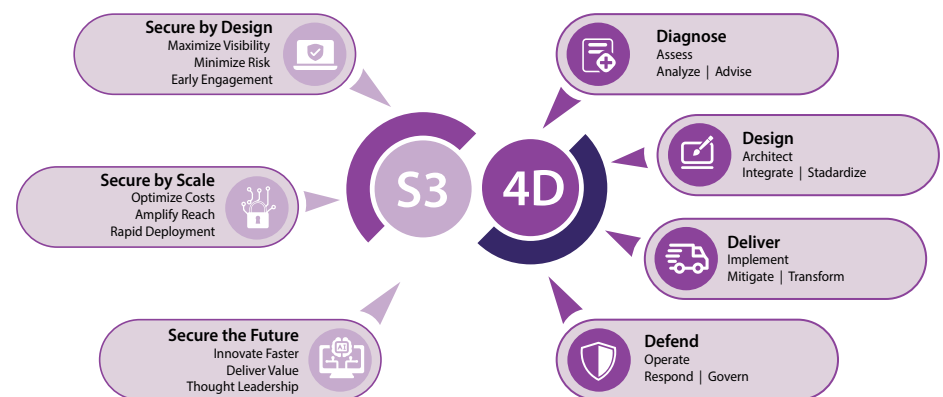 Secure by Design
Maximize Visibility
Minimize Risk
Early Engagement
Secure by Scale
Optimize Costs
Amplify Reach
Rapid Deployment
Secure the Future
Innovate Faster
Deliver Value
Thought Leadership
AI
S3
4D
Diagnose
Assess
Analyze | Advise
Design
Architect
Integrate | Stadardize
Deliver
Implement
Mitigate | Transform
Defend
Operate
Respond | Govern